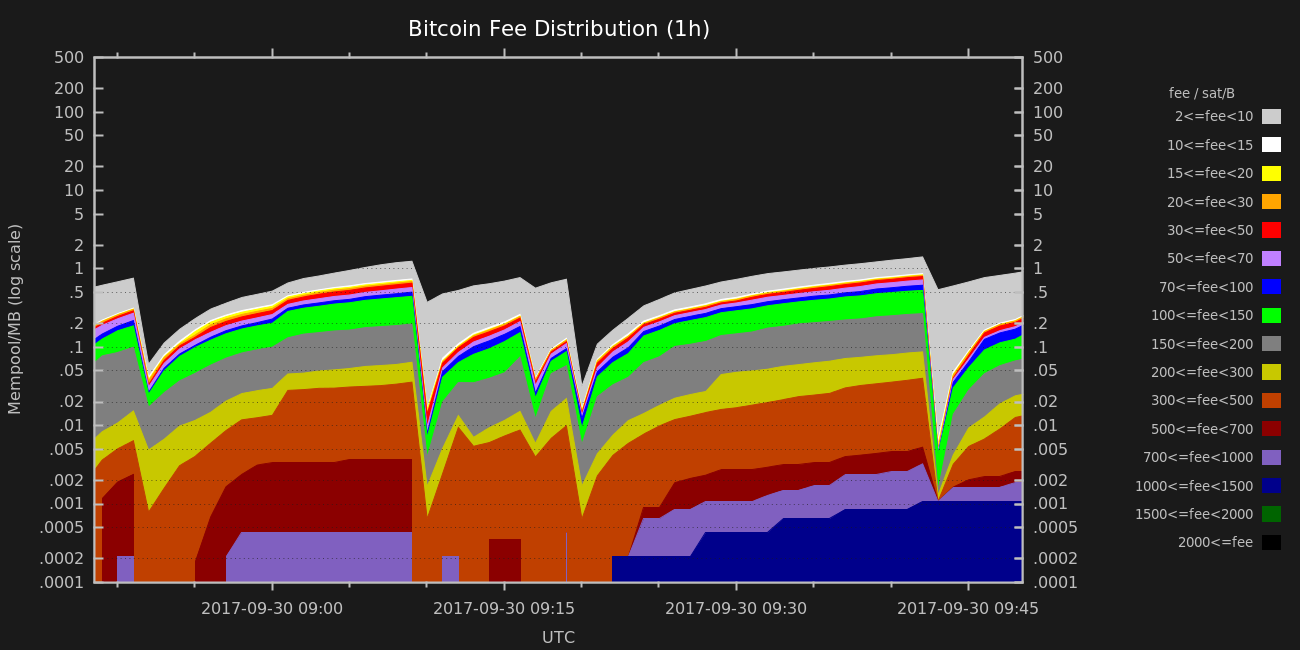 Bitcoin Fee Distribution (1h)
Mempool/MB (log scale)
500
200
100
50
20
10
5
2
1
.5
.2
.1
.05
.02
.01
.005
.002
.001
.0005
.0002
.0001
500
200
100
50
20
10
5
2
1
.5
.2
.1
.05
.02
.01
.005
.002
.001
.0005
.0002
.0001
2017-09-30 09:00
2017-09-30 09:15
2017-09-30 09:30
2017-09-30 09:45
UTC
fee / sat/B
2<=fee<10
10<=fee<15
15<=fee<20
20<=fee<30
30<=fee<50
50<=fee<70
70<=fee<100
100<=fee<150
150<=fee<200
200<=fee<300
300<=fee<500
500<=fee<700
700<=fee<1000
1000<=fee<1500
1500<=fee<2000
2000<=fee